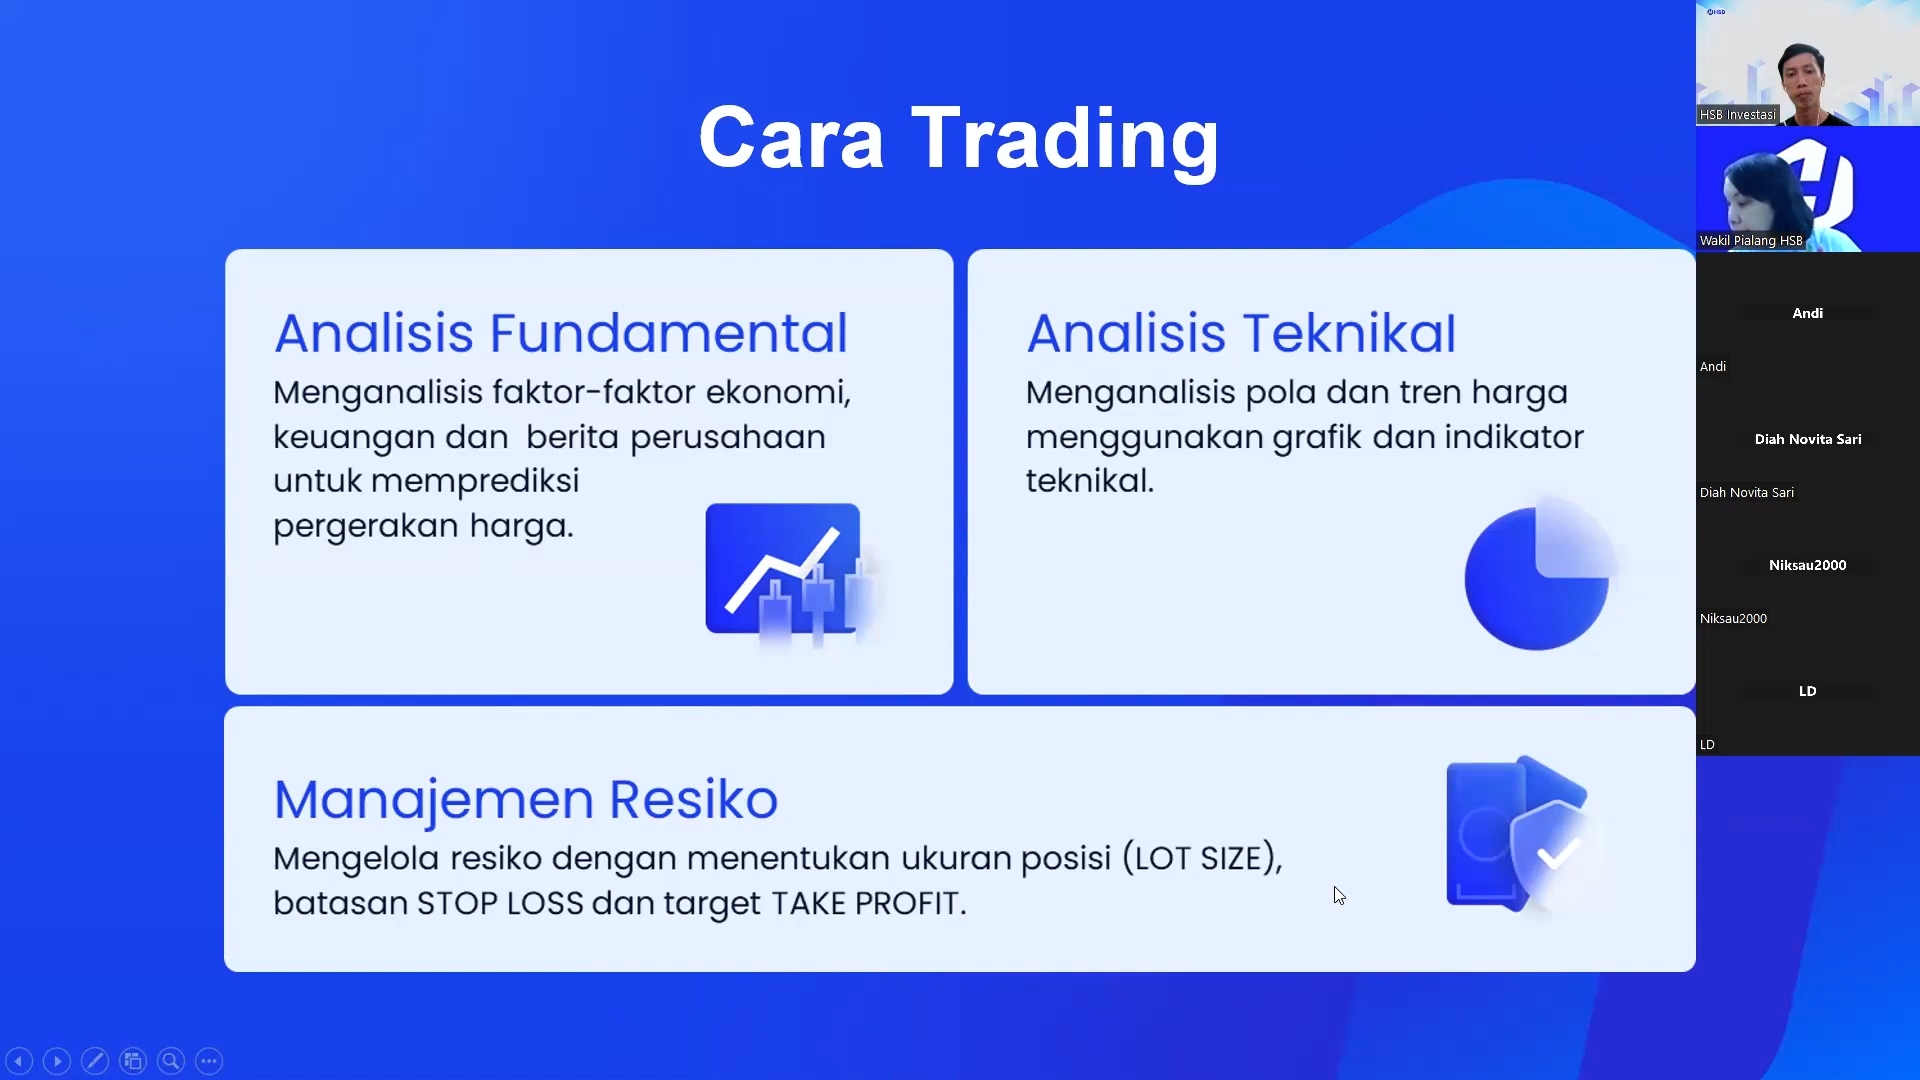 Cara Trading
Analisis Fundamental
Menganalisis faktor-faktor ekonomi,
keuangan dan berita perusahaan
untuk memprediksi
pergerakan harga.
Analisis Teknikal
Menganalisis pola dan tren harga
menggunakan grafik dan indikator
teknikal.
Manajemen Resiko
Mengelola resiko dengan menentukan ukuran posisi (LOT SIZE),
batasan STOP LOSS dan target TAKE PROFIT.
HSB
HSB Investasi
Wakil Pialang HSB
Andi
Andi
Diah Novita Sari
Diah Novita Sari
Niksau2000
Niksau2000
LD
LD